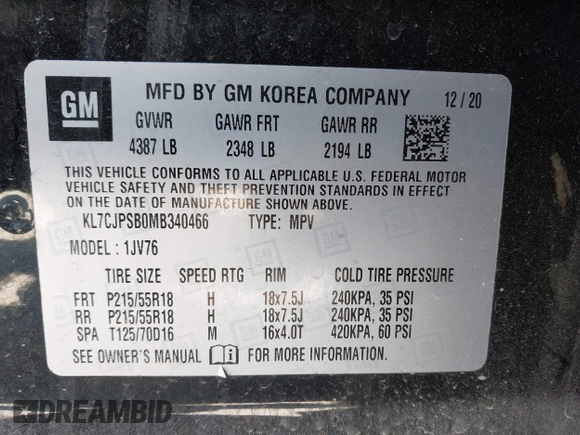 GM MFD BY GM KOREA COMPANY 12 / 20
GVWR GAWR FRT GAWR RR
4387 LB 2348 LB 2194 LB
THIS VEHICLE CONFORMS TO ALL APPLICABLE U.S. FEDERAL MOTOR
VEHICLE SAFETY AND THEFT PREVENTION STANDARDS IN EFFECT
ON THE DATE OF MANUFACTURE SHOWN ABOVE.
KL7CJPSB0MB340466 TYPE: MPV
MODEL : 1JV76
TIRE SIZE SPEED RTG RIM COLD TIRE PRESSURE
FRT P215/55R18 H 18x7.5J 240KPA, 35 PSI
RR P215/55R18 H 18x7.5J 240KPA, 35 PSI
SPA T125/70D16 M 16x4.0T 420KPA, 60 PSI
SEE OWNER'S MANUAL FOR MORE INFORMATION.
DREAMBID